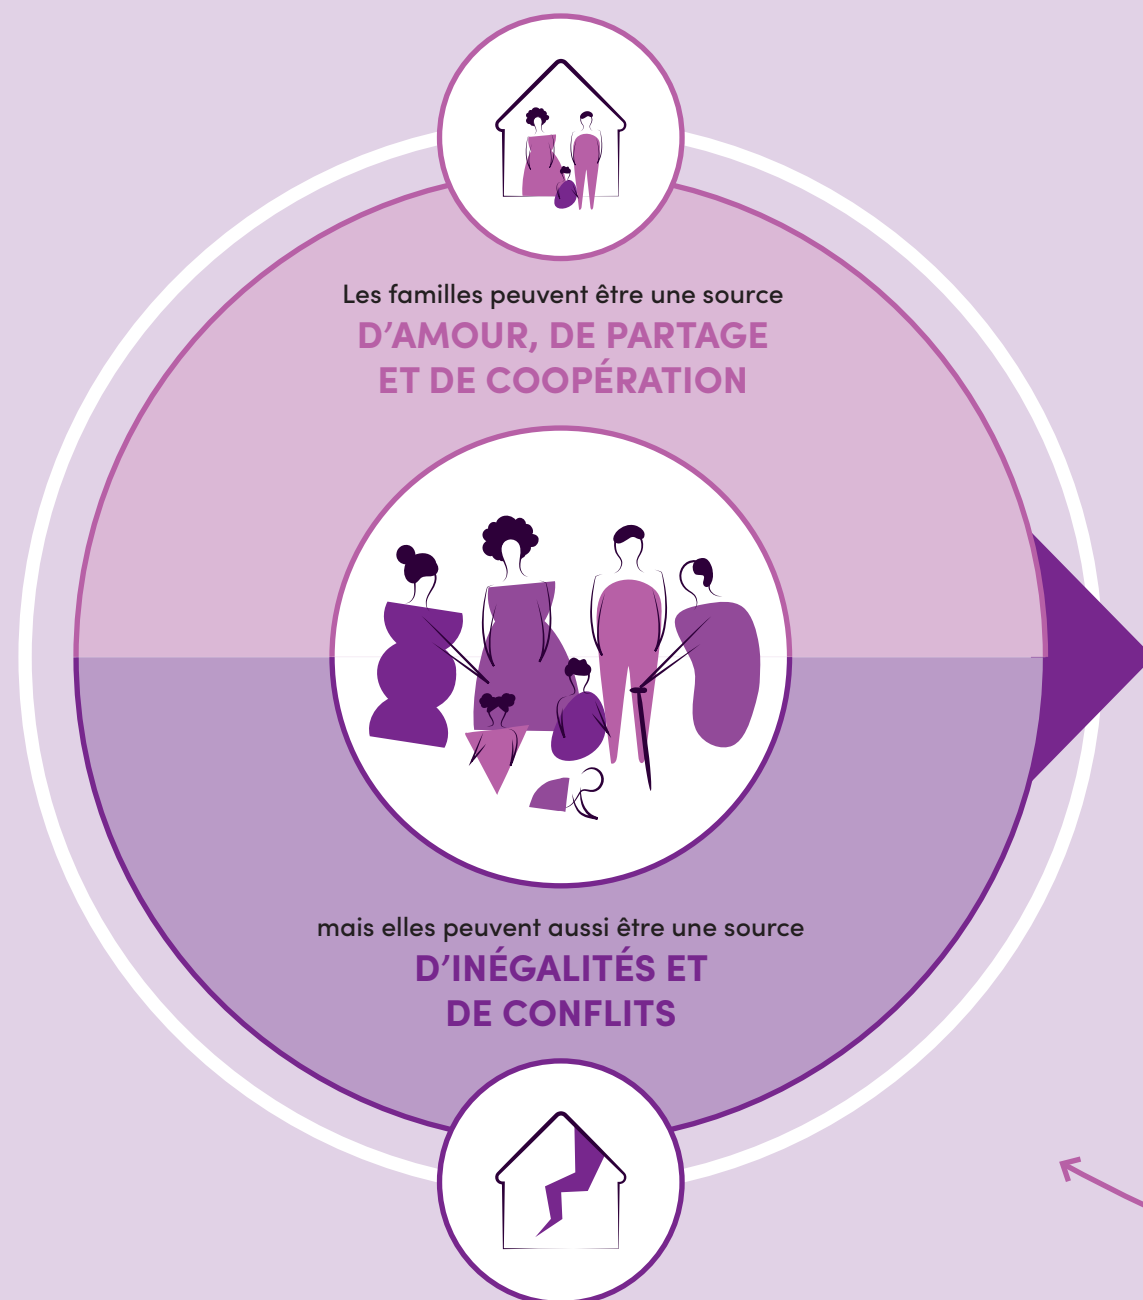 Les familles peuvent être une source
D’AMOUR, DE PARTAGE
ET DE COOPÉRATION
mais elles peuvent aussi être une source
D’INÉGALITÉS ET
DE CONFLITS